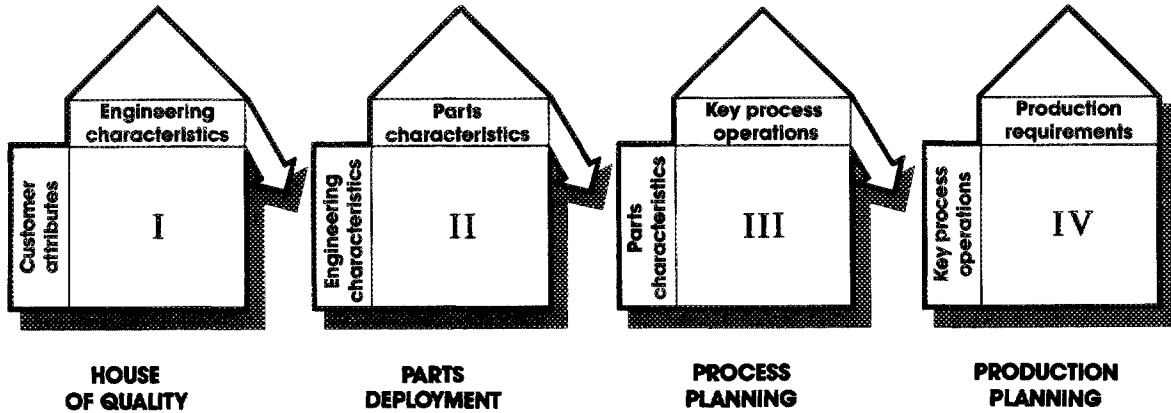 Engineering
characteristics
Customer
attributes
I
HOUSE
OF QUALITY
Parts
characteristics
Engineering
characteristics
II
PARTS
DEPLOYMENT
Key process
operations
Parts
characteristics
III
PROCESS
PLANNING
Production
requirements
Key process
operations
IV
PRODUCTION
PLANNING